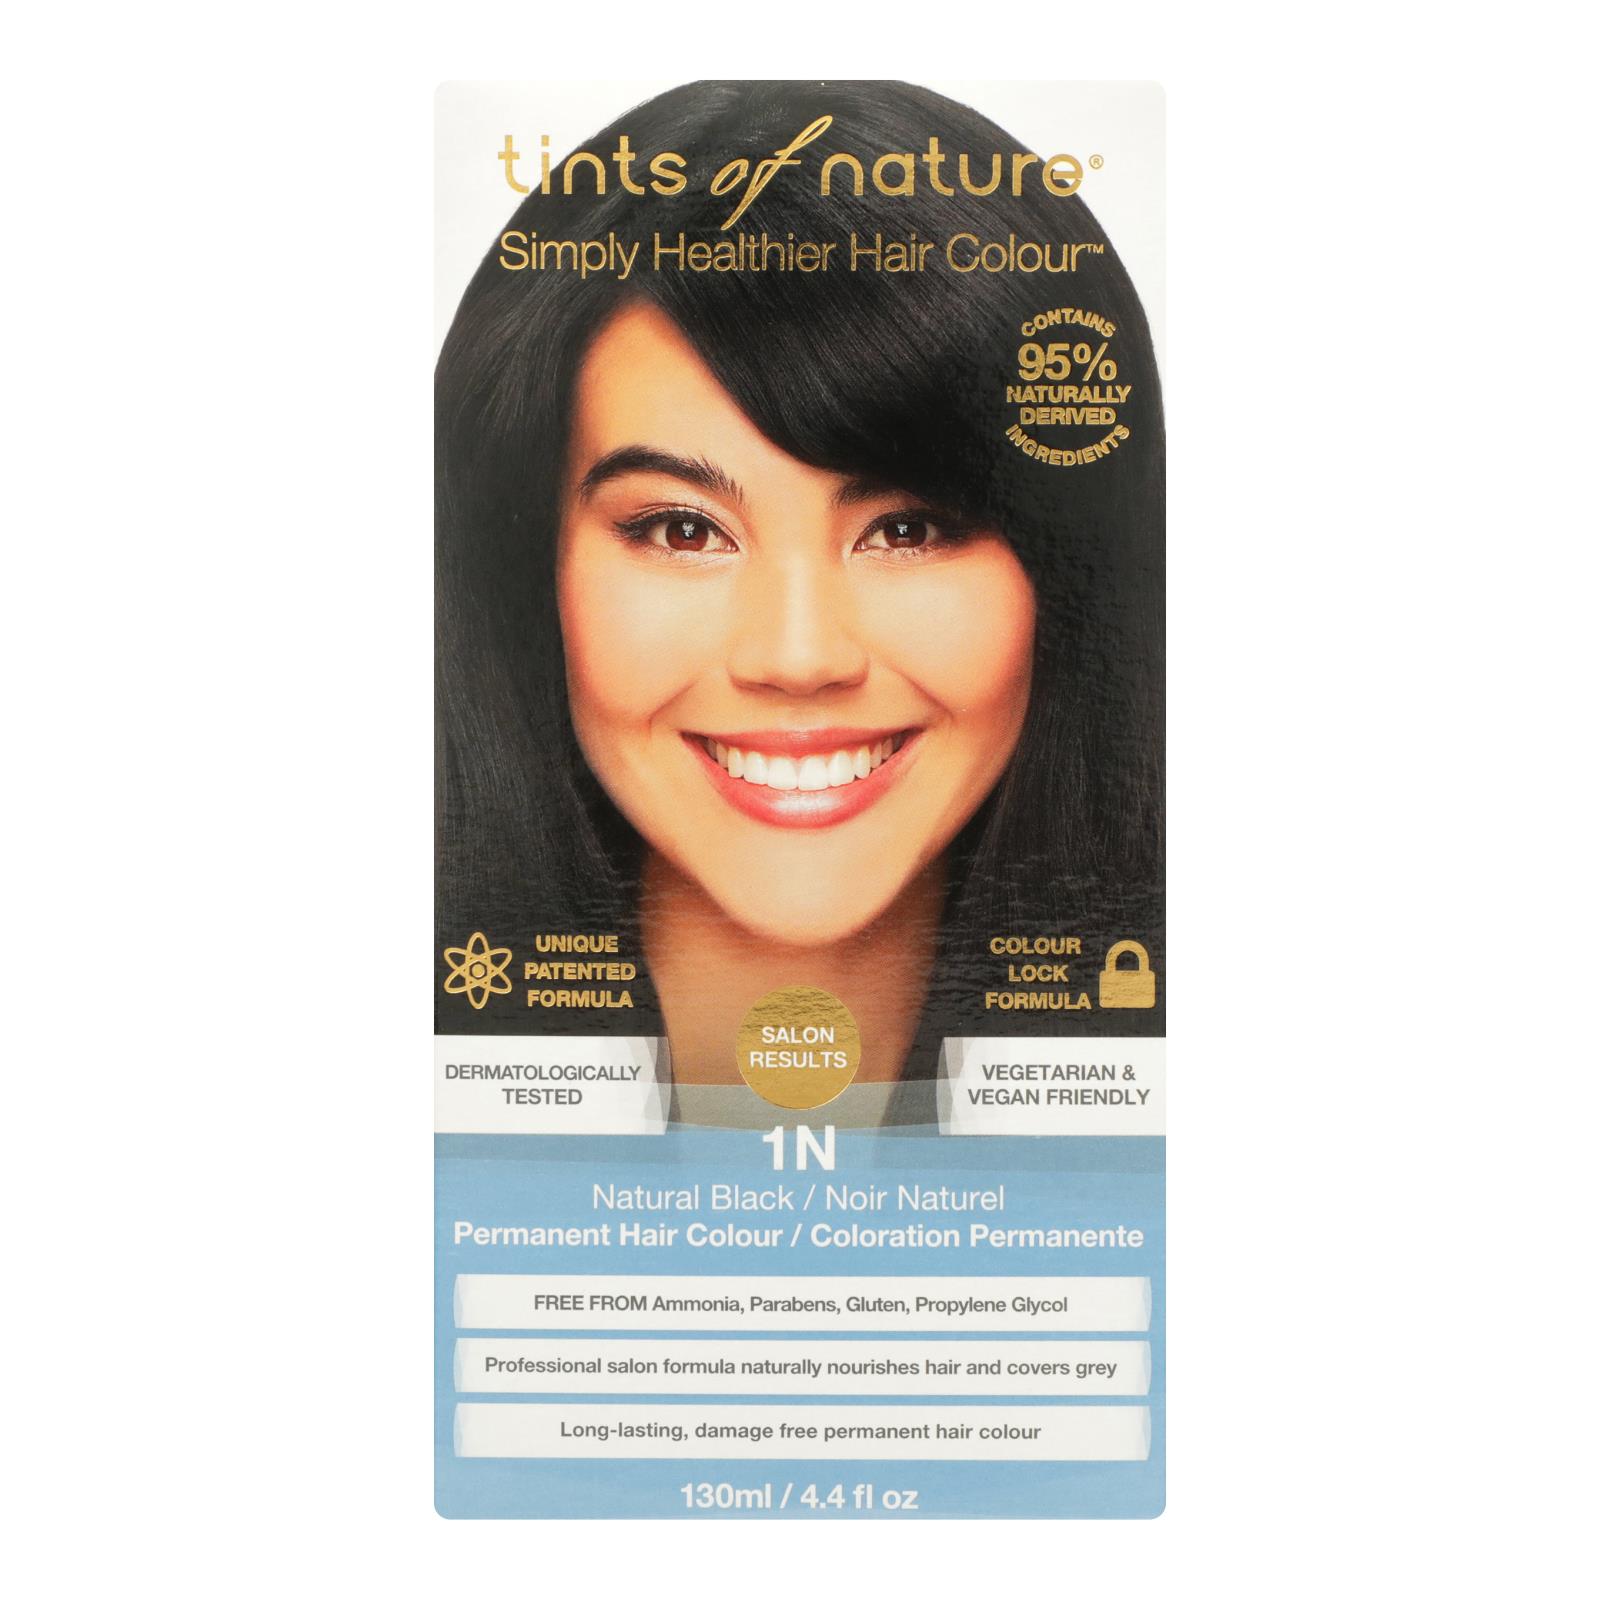 tints of nature®
Simply Healthier Hair Colour™
CONTAINS
95%
NATURALLY
DERIVED
INGREDIENTS
UNIQUE
PATENTED
FORMULA
COLOUR
LOCK
FORMULA
SALON
RESULTS
DERMATOLOGICALLY
TESTED
VEGETARIAN &
VEGAN FRIENDLY
1N
Natural Black / Noir Naturel
Permanent Hair Colour / Coloration Permanente
FREE FROM Ammonia, Parabens, Gluten, Propylene Glycol
Professional salon formula naturally nourishes hair and covers grey
Long-lasting, damage free permanent hair colour
130ml / 4.4 fl oz